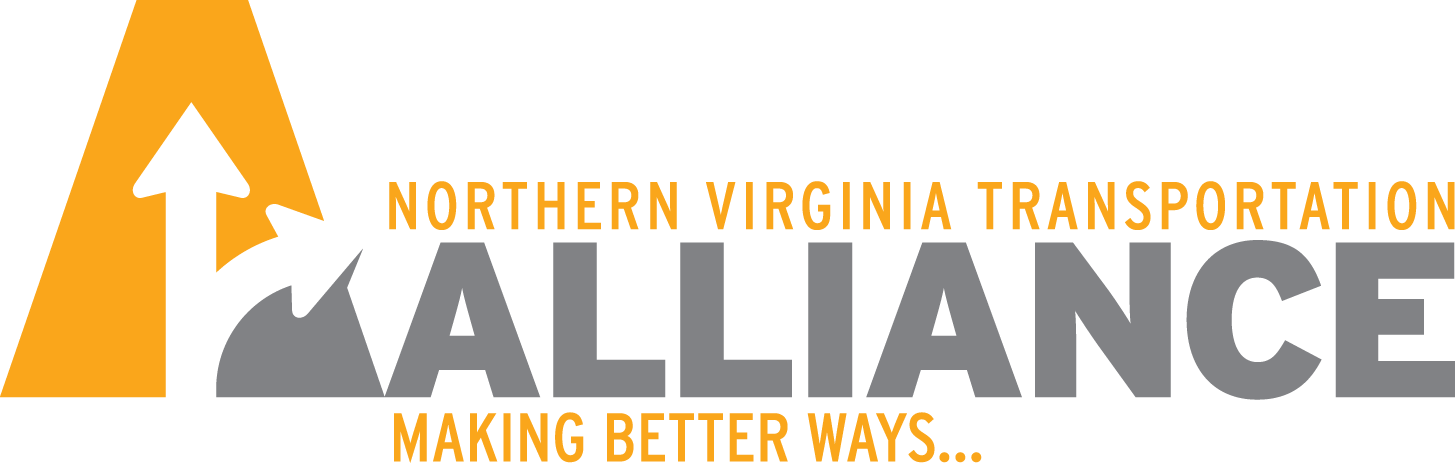 NORTHERN VIRGINIA TRANSPORTATION
ALLIANCE
MAKING BETTER WAYS...